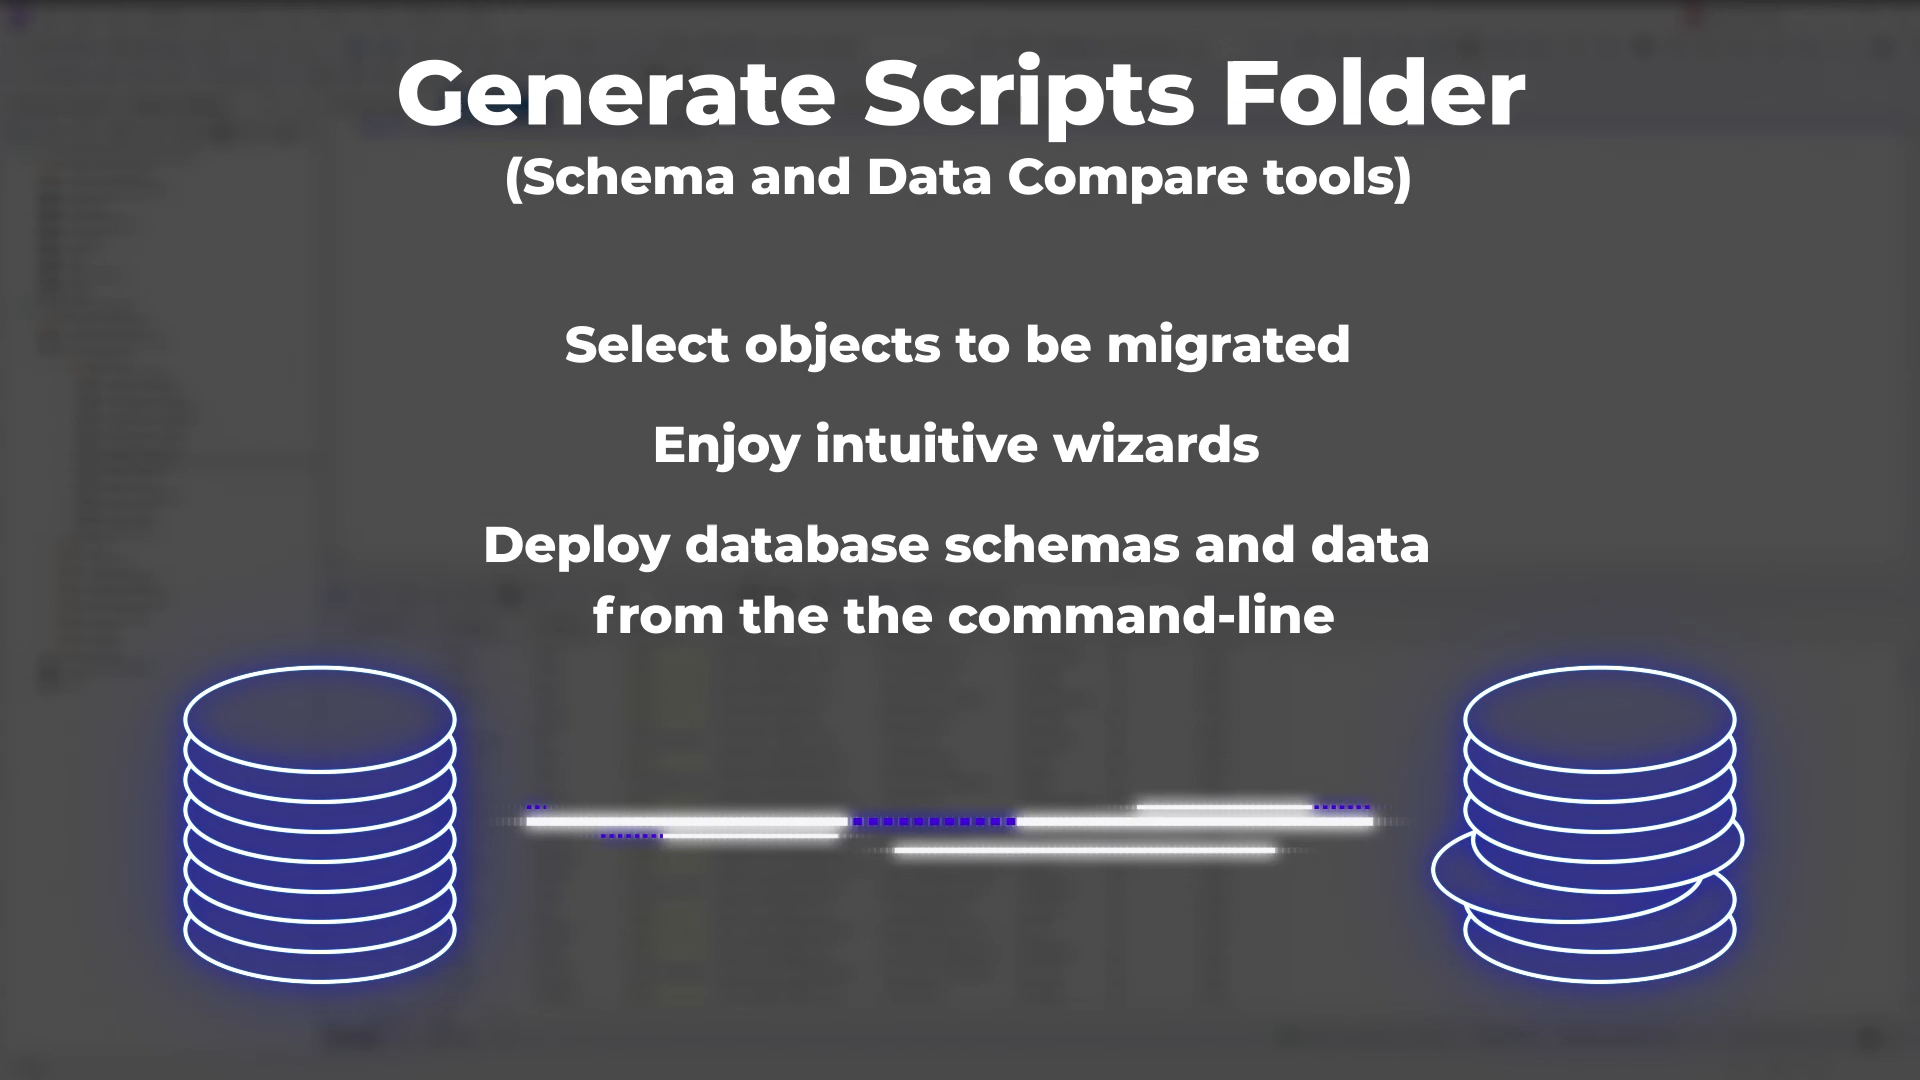 Generate Scripts Folder
(Schema and Data Compare tools)
Select objects to be migrated
Enjoy intuitive wizards
Deploy database schemas and data
from the the command-line